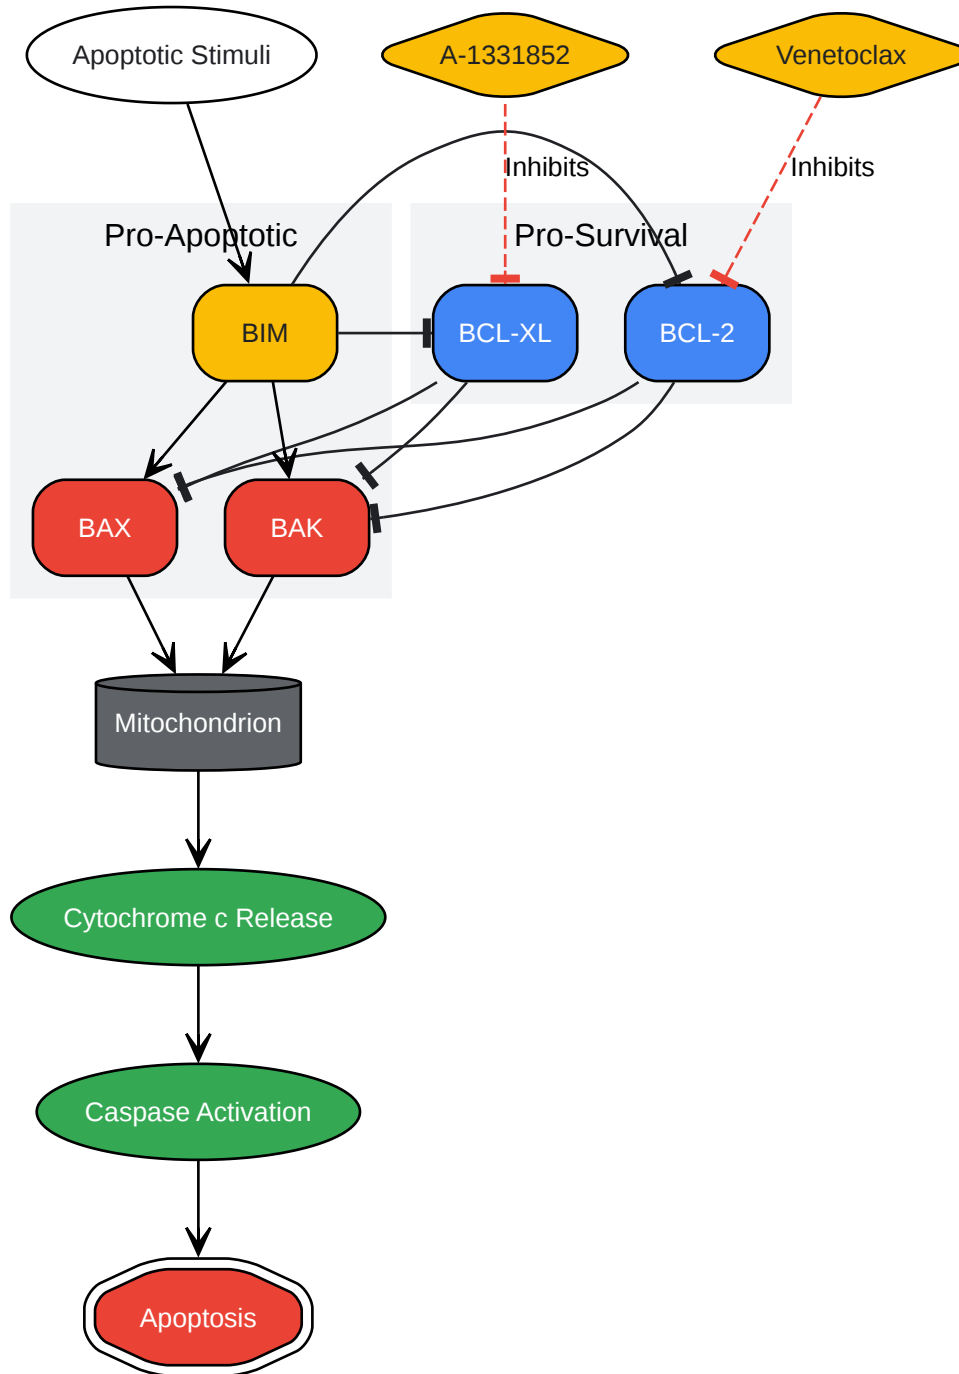 Apoptotic Stimuli
A-1331852
Venetoclax
Inhibits
Inhibits
Pro-Apoptotic
Pro-Survival
BIM
BCL-XL
BCL-2
BAX
BAK
Mitochondrion
Cytochrome c Release
Caspase Activation
Apoptosis